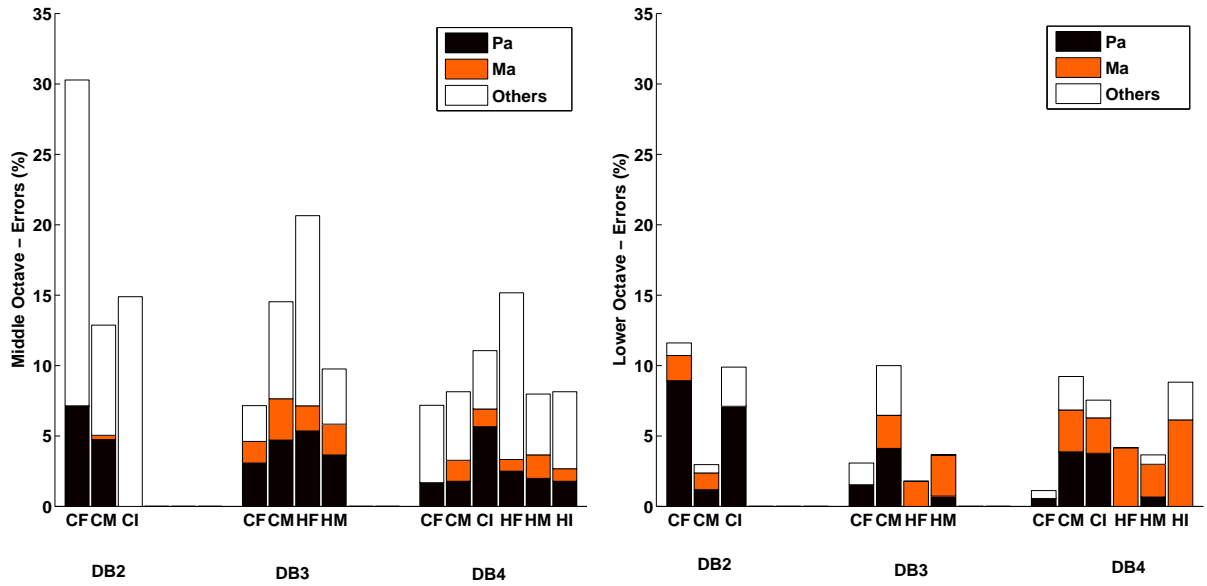 35
30
25
20
15
10
5
0
Middle Octave – Errors (%)
Pa
Ma
Others
CF CM CI
CF CM HF HM
CF CM CI HF HM HI
DB2
DB3
DB4
35
30
25
20
15
10
5
0
Lower Octave – Errors (%)
Pa
Ma
Others
CF CM CI
CF CM HF HM
CF CM CI HF HM HI
DB2
DB3
DB4